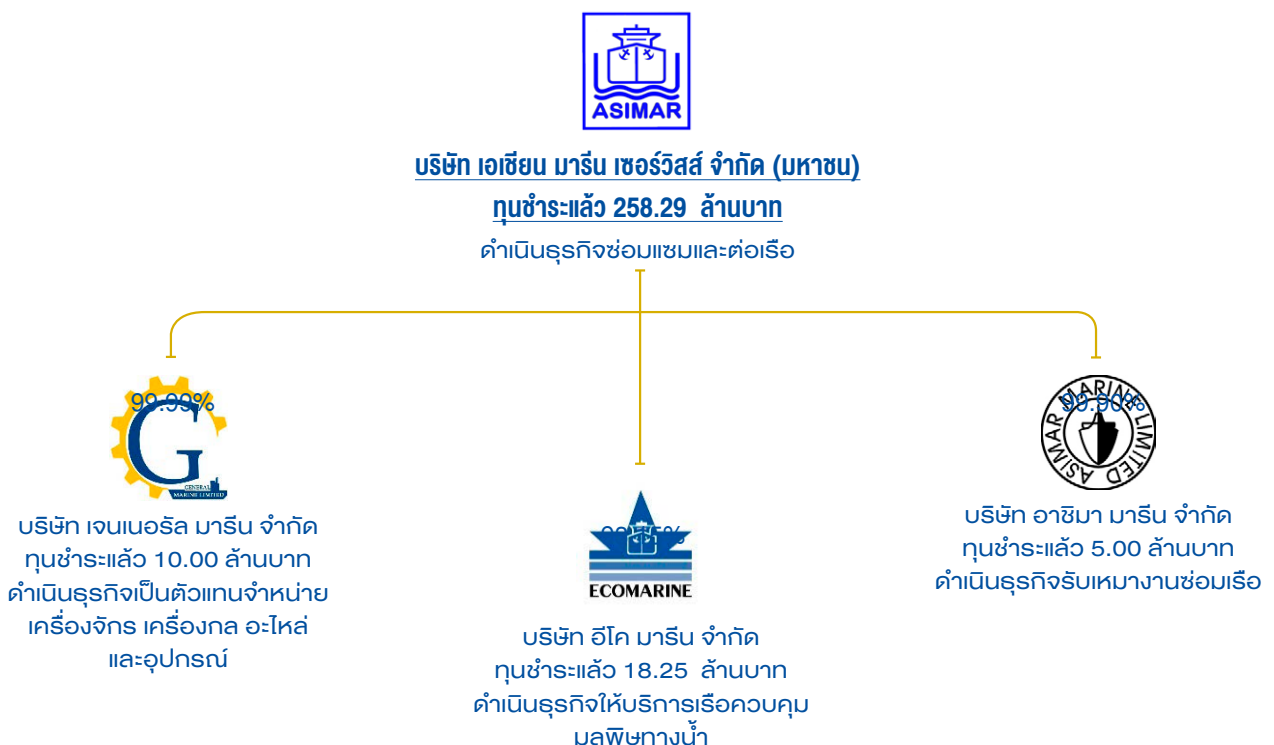 ASIMAR
บริษัท เอเชียน มารีน เซอร์วิสส์ จำกัด (มหาชน)
ทุนชำระแล้ว 258.29 ล้านบาท
ดำเนินธุรกิจซ่อมแซมและต่อเรือ
99.99%
G
GENERAL
MARINE LIMITED
บริษัท เจนเนอรัล มารีน จำกัด
ทุนชำระแล้ว 10.00 ล้านบาท
ดำเนินธุรกิจเป็นตัวแทนจำหน่าย
เครื่องจักร เครื่องกล อะไหล่
และอุปกรณ์
ECOMARINE
บริษัท อีโค มารีน จำกัด
ทุนชำระแล้ว 18.25 ล้านบาท
ดำเนินธุรกิจให้บริการเรือควบคุม
มลพิษทางน้ำ
99.90%
ASIMAR MARINE LIMITED
บริษัท อาชิมา มารีน จำกัด
ทุนชำระแล้ว 5.00 ล้านบาท
ดำเนินธุรกิจรับเหมางานซ่อมเรือ